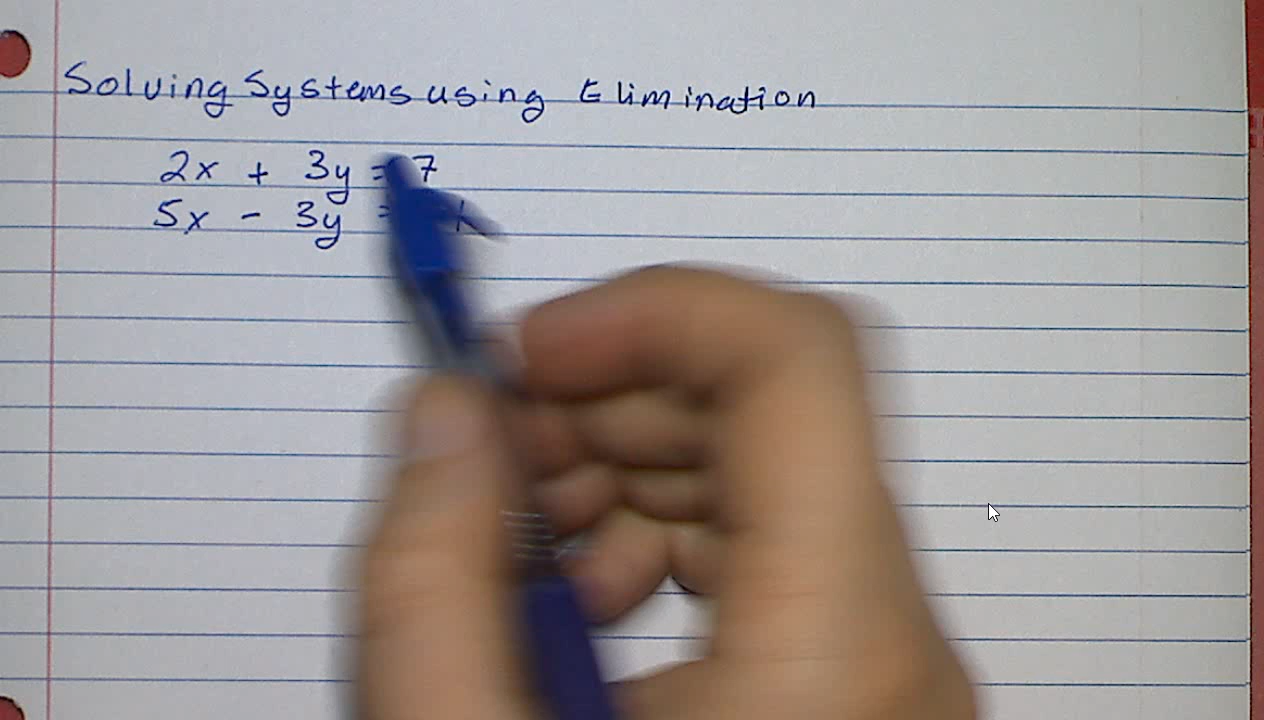 Solving Systems using Elimination
2x + 3y = 7
5x - 3y =